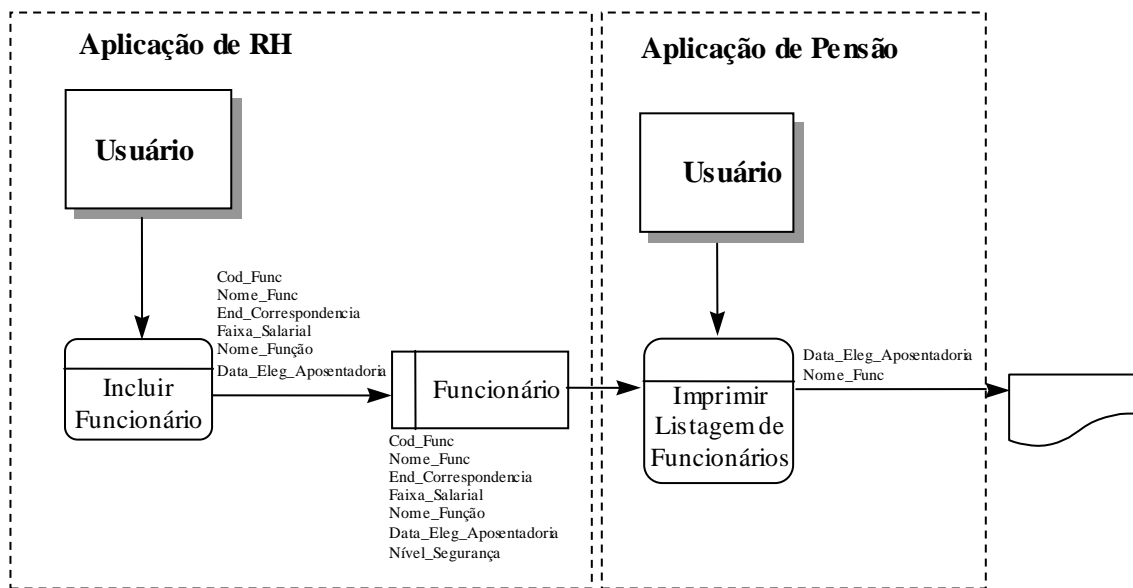 Aplicação de RH
Usuário
Cod_Func
Nome_Func
End_Correspondencia
Faixa_Salarial
Nome_Função
Data_Eleg_Aposentadoria
Incluir
Funcionário
Funcionário
Cod_Func
Nome_Func
End_Correspondencia
Faixa_Salarial
Nome_Função
Data_Eleg_Aposentadoria
Nível_Segurança
Aplicação de Pensão
Usuário
Imprimir
Listagem de
Funcionários
Data_Eleg_Aposentadoria
Nome_Func